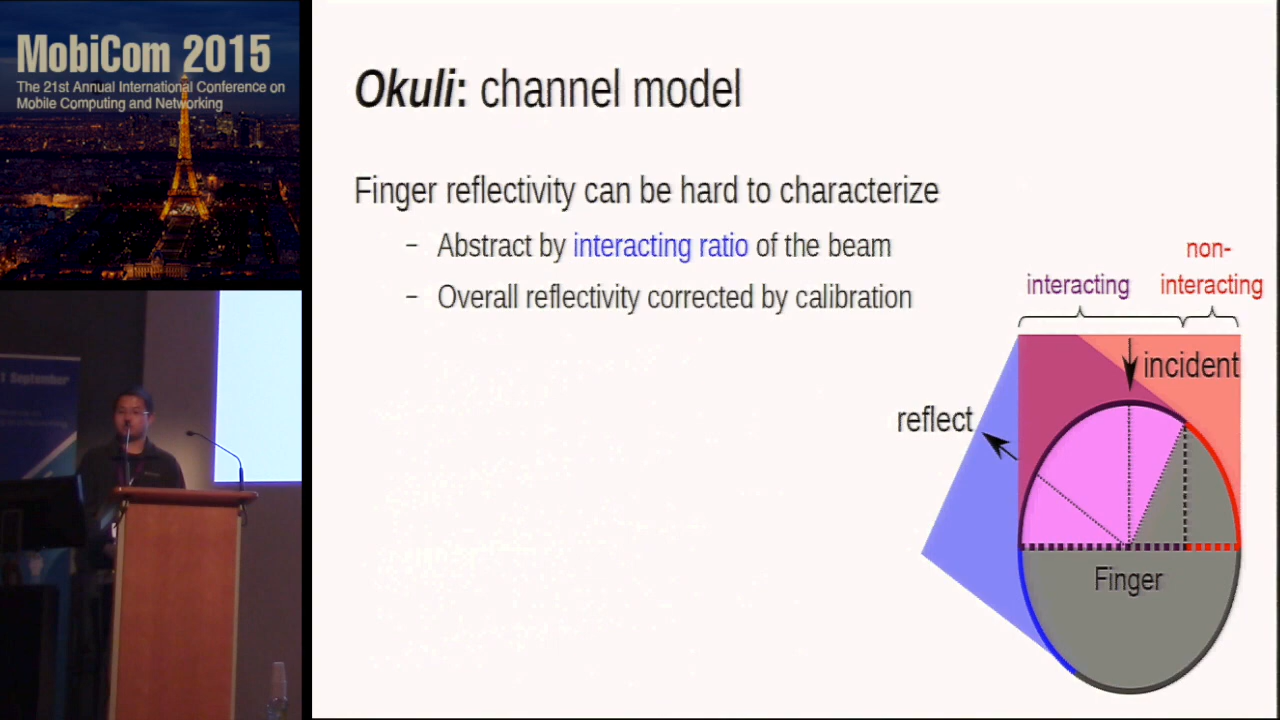 MobiCom 2015
The 21st Annual International Conference on
Mobile Computing and Networking
1 September
Okuli: channel model
Finger reflectivity can be hard to characterize
− Abstract by interacting ratio of the beam
− Overall reflectivity corrected by calibration
non-
interacting
interacting
incident
reflect
Finger